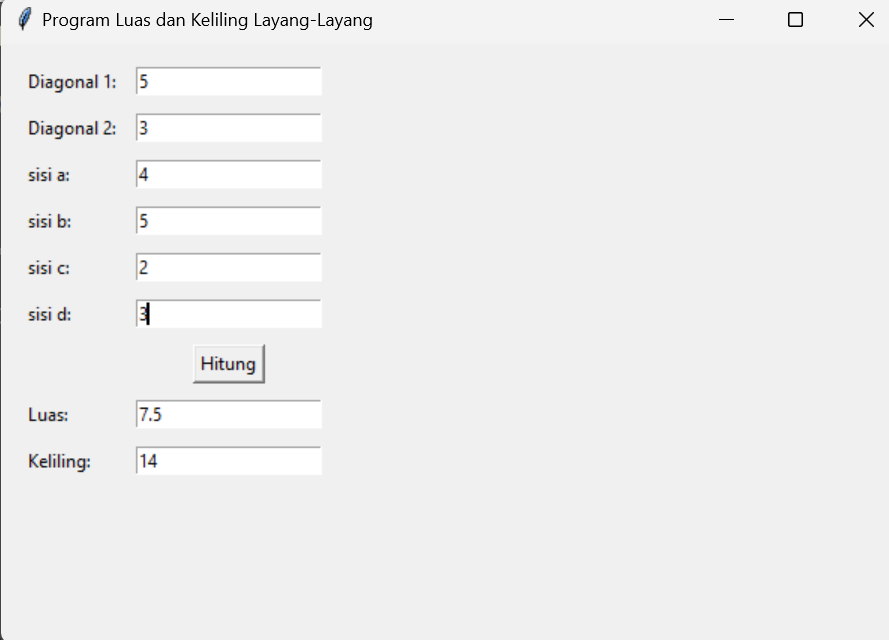 Program Luas dan Keliling Layang-Layang
Diagonal 1: 5
Diagonal 2: 3
sisi a: 4
sisi b: 5
sisi c: 2
sisi d: 3
Hitung
Luas: 7.5
Keliling: 14